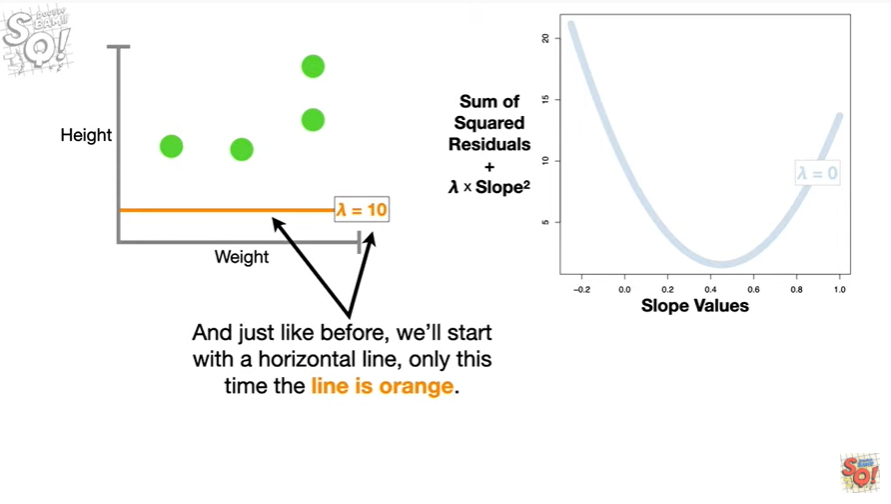 SQ!
Height
λ = 10
Weight
And just like before, we’ll start
with a horizontal line, only this
time the line is orange.
Sum of
Squared
Residuals
+
λ x Slope²
20
15
10
5
λ = 0
−0.2 0.0 0.2 0.4 0.6 0.8 1.0
Slope Values
SQ!